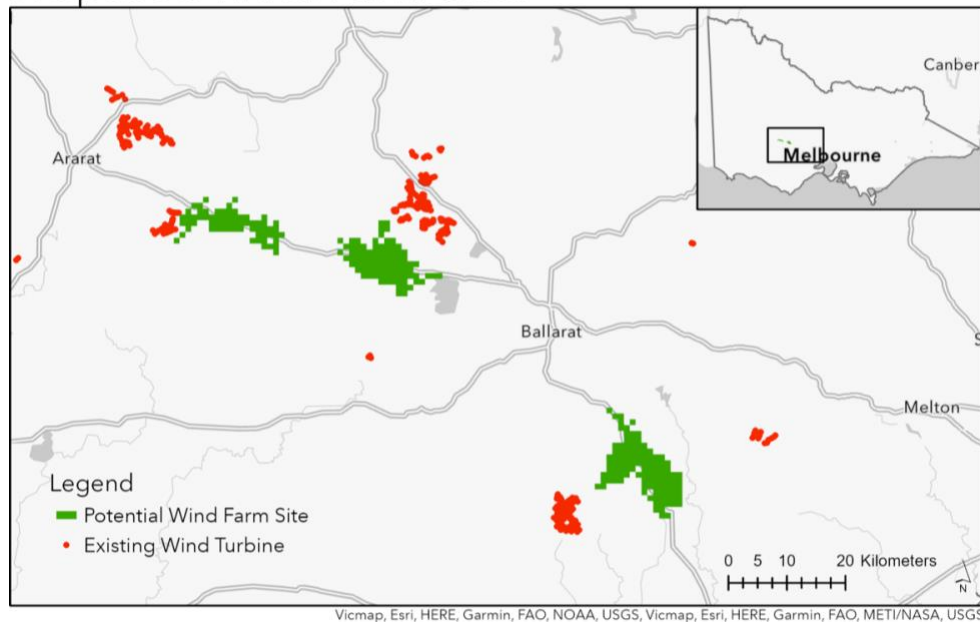 Canber
Melbourne
Ararat
Ballarat
S
Melton
Legend
Potential Wind Farm Site
Existing Wind Turbine
0 5 10 20 Kilometers
N
Vicmap, Esri, HERE, Garmin, FAO, NOAA, USGS, Vicmap, Esri, HERE, Garmin, FAO, METI/NASA, USGS